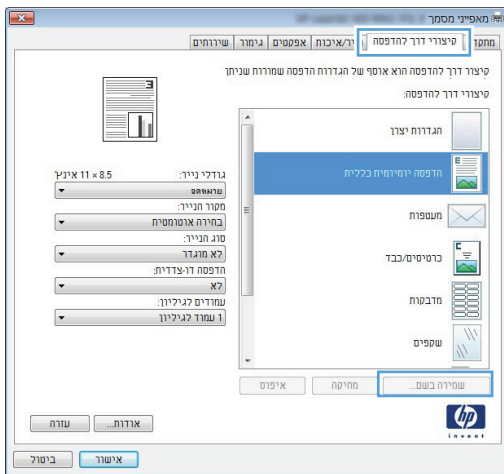 מאפייני מסמך
קיצורי דרך להדפסה
אפקטים
גימור
שירותים
קיצור דרך להדפסה הוא אוסף של הגדרות הדפסה שמורות שניתן
קיצורי דרך להדפסה:
הגדרות יצרן
הדפסה יומיומית כללית
מעטפות
כרטיסים/כבד
מדבקות
שקפים
שמירה בשם...
מחיקה
איפוס
גודלי נייר:
8.5 × 11 אינץ'
מקור הנייר:
בחירה אוטומטית
סוג הנייר:
לא מוגדר
הדפסה דו-צדדית:
לא
עמודים לגיליון:
1 עמוד לגיליון
אודות...
עזרה
hp
invent
אישור
ביטול